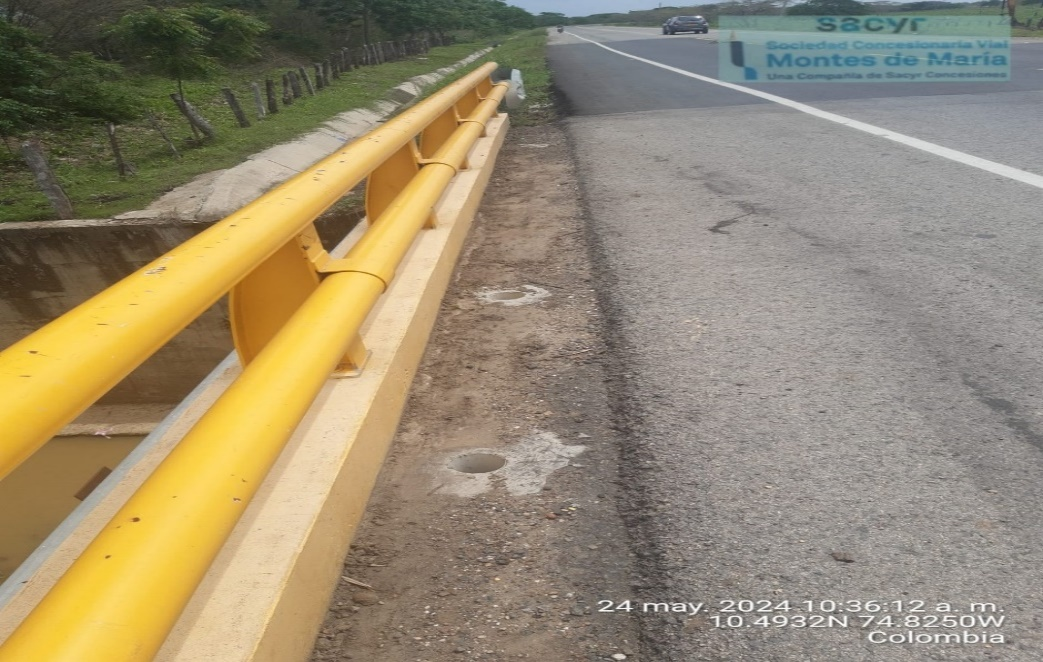 sacyr
Sociedad Concesionaria Vial
Montes de María
Una Compañía de Sacyr Concesiones
24 may. 2024 10:36:12 a. m.
10.4932N 74.8250W
Colombia